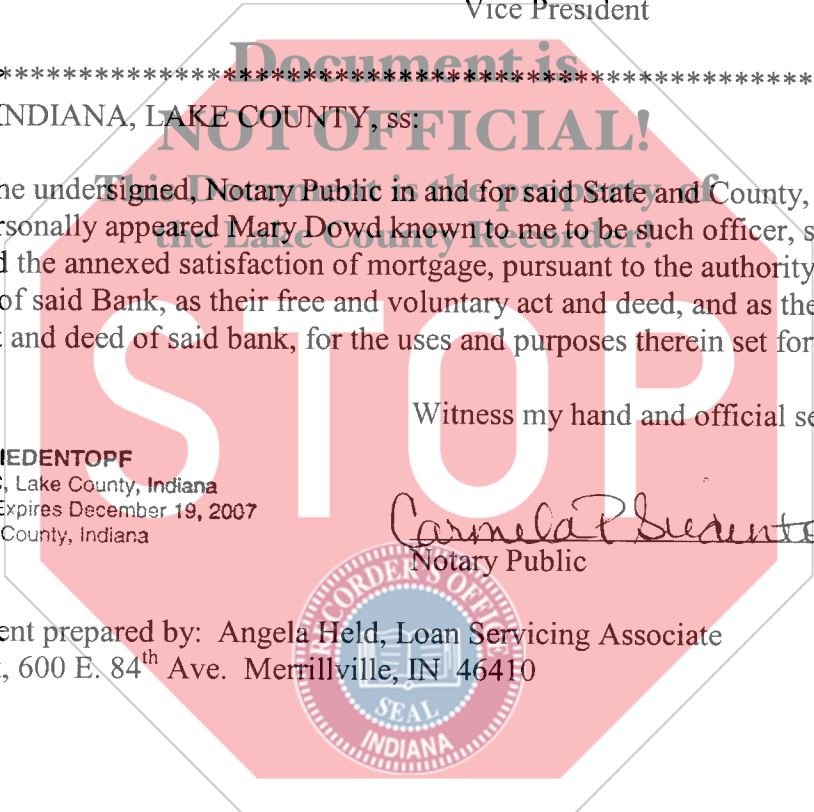 Vice President
Document is
NOT OFFICIAL!
This Document is the property of
the Lake County Recorder!
STOP
INDIANA, LAKE COUNTY, ss:
undersigned, Notary Public in and for said State and County,
personally appeared Mary Dowd known to me to be such officer,
the annexed satisfaction of mortgage, pursuant to the authority
of said Bank, as their free and voluntary act and deed, and as the
and deed of said bank, for the uses and purposes therein set
Witness my hand and official
IEDENTOPF
, Lake County, Indiana
Expires December 19, 2007
County, Indiana
Carmela P Siedento
Notary Public
ent prepared by: Angela Held, Loan Servicing Associate
, 600 E. 84th Ave. Merrillville, IN 46410
RECORDER'S OFFICE
SEAL
INDIANA